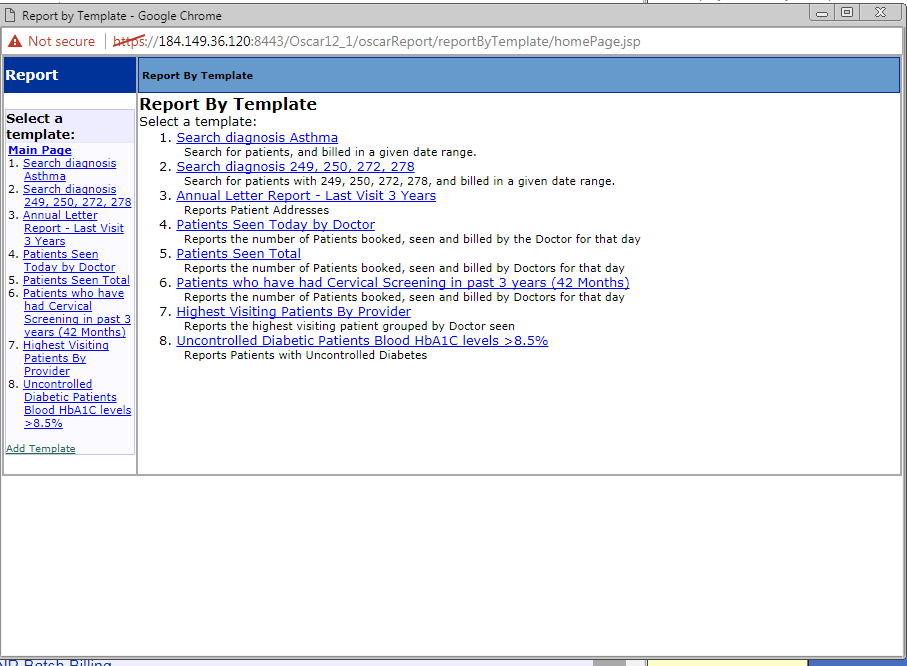 Report by Template - Google Chrome
Not secure | https://184.149.36.120:8443/Oscar12_1/oscarReport/reportByTemplate/homePage.jsp
Report
Report By Template
Select a
template:
Main Page
1. Search diagnosis
Asthma
2. Search diagnosis
249, 250, 272, 278
3. Annual Letter
Report - Last Visit
3 Years
4. Patients Seen
Today by Doctor
5. Patients Seen Total
6. Patients who have
had Cervical
Screening in past 3
years (42 Months)
7. Highest Visiting
Patients By
Provider
8. Uncontrolled
Diabetic Patients
Blood HbA1C levels
>8.5%
Add Template
Report By Template
Select a template:
1. Search diagnosis Asthma
Search for patients, and billed in a given date range.
2. Search diagnosis 249, 250, 272, 278
Search for patients with 249, 250, 272, 278, and billed in a given date range.
3. Annual Letter Report - Last Visit 3 Years
Reports Patient Addresses
4. Patients Seen Today by Doctor
Reports the number of Patients booked, seen and billed by the Doctor for that day
5. Patients Seen Total
Reports the number of Patients booked, seen and billed by Doctors for that day
6. Patients who have had Cervical Screening in past 3 years (42 Months)
Reports the number of Patients booked, seen and billed by Doctors for that day
7. Highest Visiting Patients By Provider
Reports the highest visiting patient grouped by Doctor seen
8. Uncontrolled Diabetic Patients Blood HbA1C levels >8.5%
Reports Patients with Uncontrolled Diabetes
Batch Billing